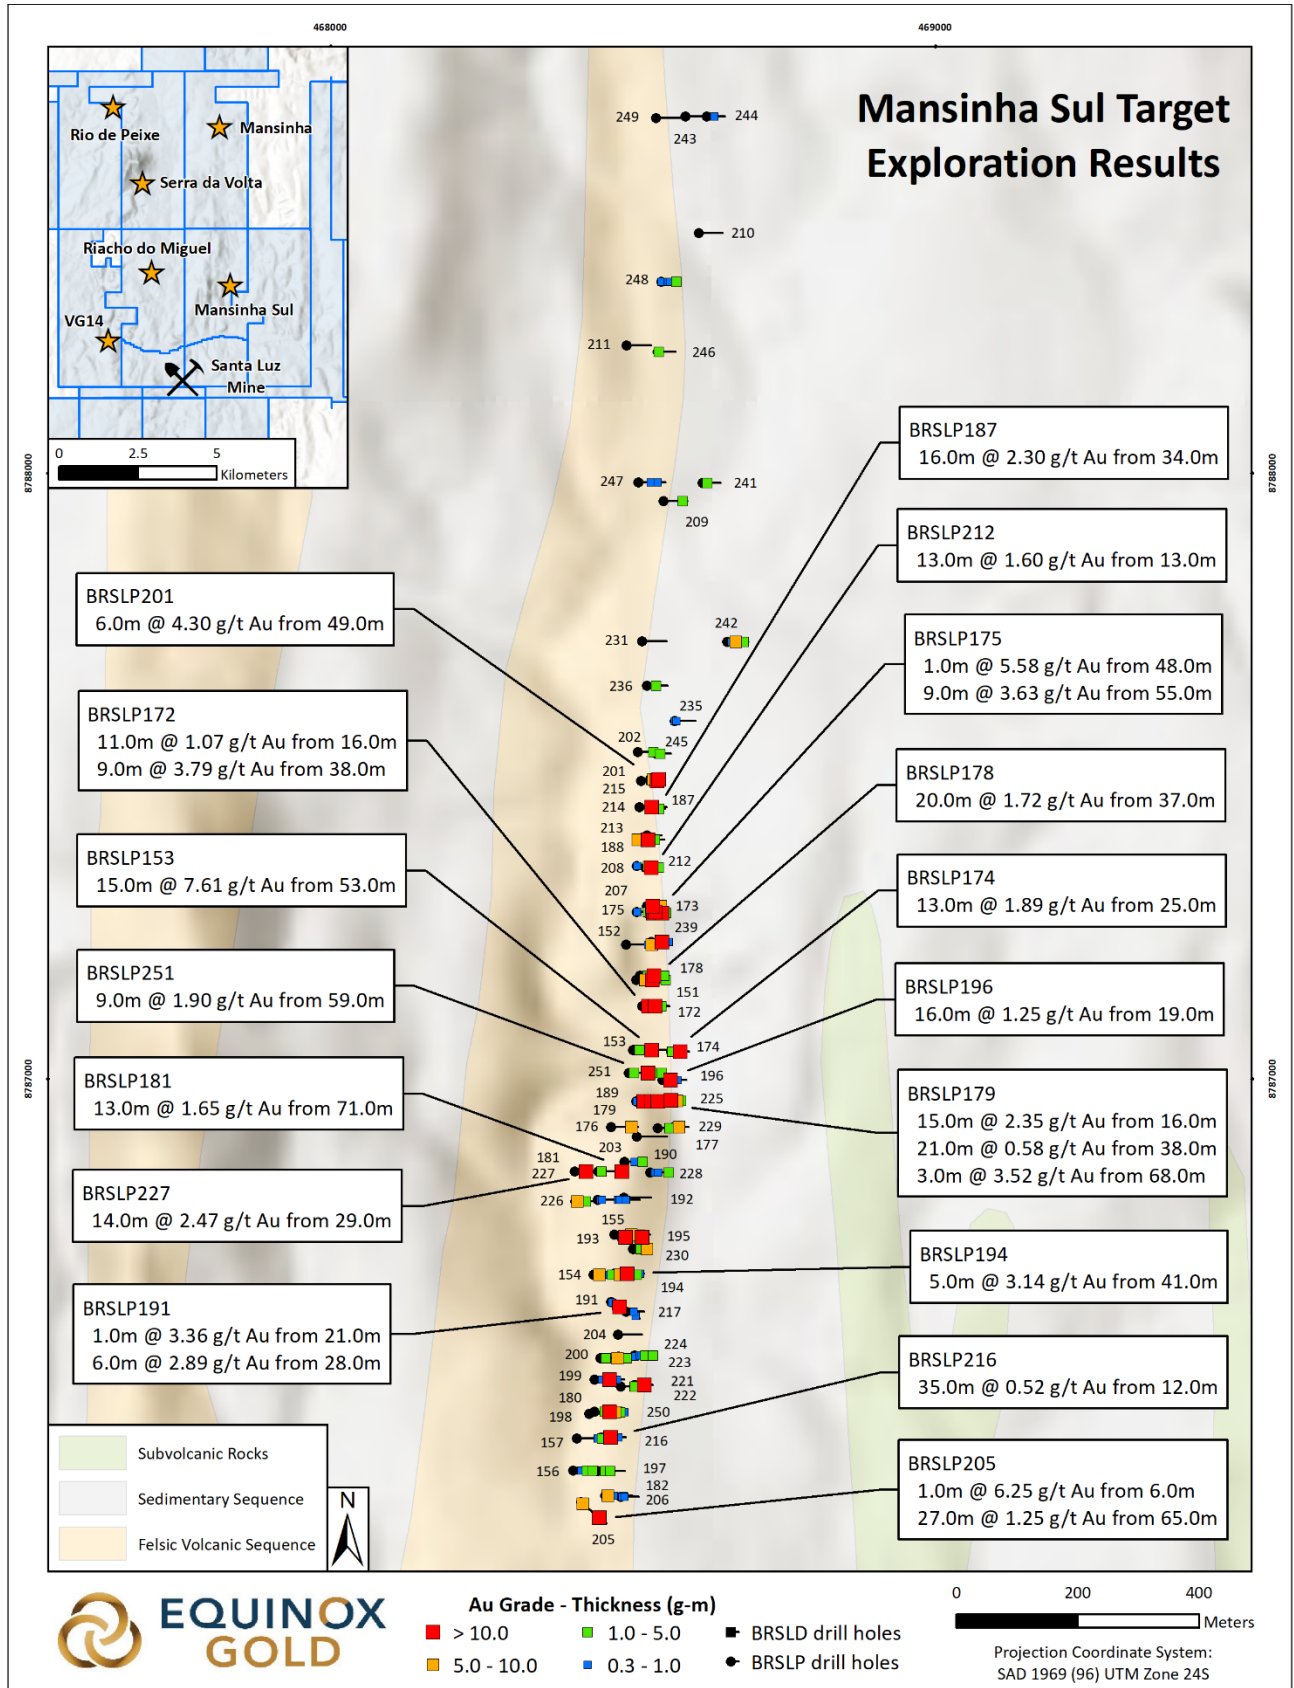 468000
469000
8788000
8788000
8787000
8787000
Mansinha Sul Target
Exploration Results
Rio de Peixe
Mansinha
Serra da Volta
Riacho do Miguel
Mansinha Sul
VG14
Santa Luz
Mine
0 2.5 5
Kilometers
249
244
243
210
248
211
246
247
241
209
242
231
236
235
202
245
201
215
214
187
213
188
208
212
207
175
173
239
152
178
151
172
153
174
251
196
189
179
225
176
229
177
203
190
181
227
228
226
192
155
193
195
230
154
194
191
217
204
224
200
223
199
221
222
180
198
250
157
216
156
197
182
206
205
BRSLP201
6.0m @ 4.30 g/t Au from 49.0m
BRSLP172
11.0m @ 1.07 g/t Au from 16.0m
9.0m @ 3.79 g/t Au from 38.0m
BRSLP153
15.0m @ 7.61 g/t Au from 53.0m
BRSLP251
9.0m @ 1.90 g/t Au from 59.0m
BRSLP181
13.0m @ 1.65 g/t Au from 71.0m
BRSLP227
14.0m @ 2.47 g/t Au from 29.0m
BRSLP191
1.0m @ 3.36 g/t Au from 21.0m
6.0m @ 2.89 g/t Au from 28.0m
BRSLP187
16.0m @ 2.30 g/t Au from 34.0m
BRSLP212
13.0m @ 1.60 g/t Au from 13.0m
BRSLP175
1.0m @ 5.58 g/t Au from 48.0m
9.0m @ 3.63 g/t Au from 55.0m
BRSLP178
20.0m @ 1.72 g/t Au from 37.0m
BRSLP174
13.0m @ 1.89 g/t Au from 25.0m
BRSLP196
16.0m @ 1.25 g/t Au from 19.0m
BRSLP179
15.0m @ 2.35 g/t Au from 16.0m
21.0m @ 0.58 g/t Au from 38.0m
3.0m @ 3.52 g/t Au from 68.0m
BRSLP194
5.0m @ 3.14 g/t Au from 41.0m
BRSLP216
35.0m @ 0.52 g/t Au from 12.0m
BRSLP205
1.0m @ 6.25 g/t Au from 6.0m
27.0m @ 1.25 g/t Au from 65.0m
Subvolcanic Rocks
Sedimentary Sequence
Felsic Volcanic Sequence
N
EQUINOX
GOLD
Au Grade - Thickness (g-m)
> 10.0
5.0 - 10.0
1.0 - 5.0
0.3 - 1.0
BRSLD drill holes
BRSLP drill holes
0 200 400
Meters
Projection Coordinate System:
SAD 1969 (96) UTM Zone 24S